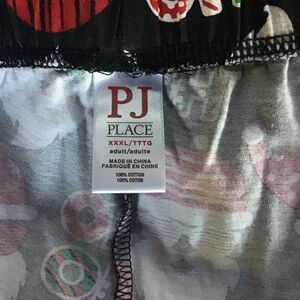 PJ
PLACE
XXXL/TTTG
adult/adulte
MADE IN CHINA
FABRIQUÉ EN CHINE
100% COTTON
100% COTON